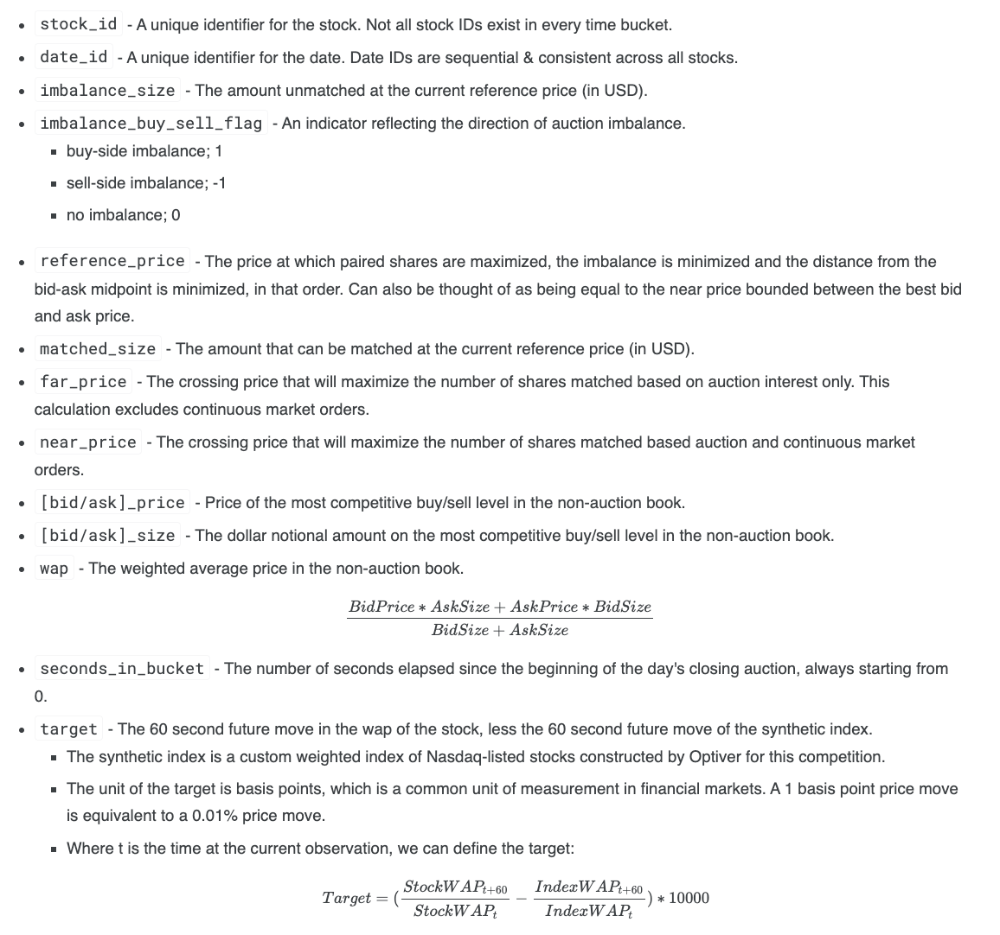 • stock_id - A unique identifier for the stock. Not all stock IDs exist in every time bucket.
• date_id - A unique identifier for the date. Date IDs are sequential & consistent across all stocks.
• imbalance_size - The amount unmatched at the current reference price (in USD).
• imbalance_buy_sell_flag - An indicator reflecting the direction of auction imbalance.
▪ buy-side imbalance; 1
▪ sell-side imbalance; -1
▪ no imbalance; 0
• reference_price - The price at which paired shares are maximized, the imbalance is minimized and the distance from the
bid-ask midpoint is minimized, in that order. Can also be thought of as being equal to the near price bounded between the best bid
and ask price.
• matched_size - The amount that can be matched at the current reference price (in USD).
• far_price - The crossing price that will maximize the number of shares matched based on auction interest only. This
calculation excludes continuous market orders.
• near_price - The crossing price that will maximize the number of shares matched based auction and continuous market
orders.
• [bid/ask]_price - Price of the most competitive buy/sell level in the non-auction book.
• [bid/ask]_size - The dollar notional amount on the most competitive buy/sell level in the non-auction book.
• wap - The weighted average price in the non-auction book.
BidPrice * AskSize + AskPrice * BidSize
BidSize + AskSize
• seconds_in_bucket - The number of seconds elapsed since the beginning of the day's closing auction, always starting from
0.
• target - The 60 second future move in the wap of the stock, less the 60 second future move of the synthetic index.
▪ The synthetic index is a custom weighted index of Nasdaq-listed stocks constructed by Optiver for this competition.
▪ The unit of the target is basis points, which is a common unit of measurement in financial markets. A 1 basis point price move
is equivalent to a 0.01% price move.
▪ Where t is the time at the current observation, we can define the target:
Target = (StockWAPt+60 / StockWAPt − IndexWAPt+60 / IndexWAPt) * 10000